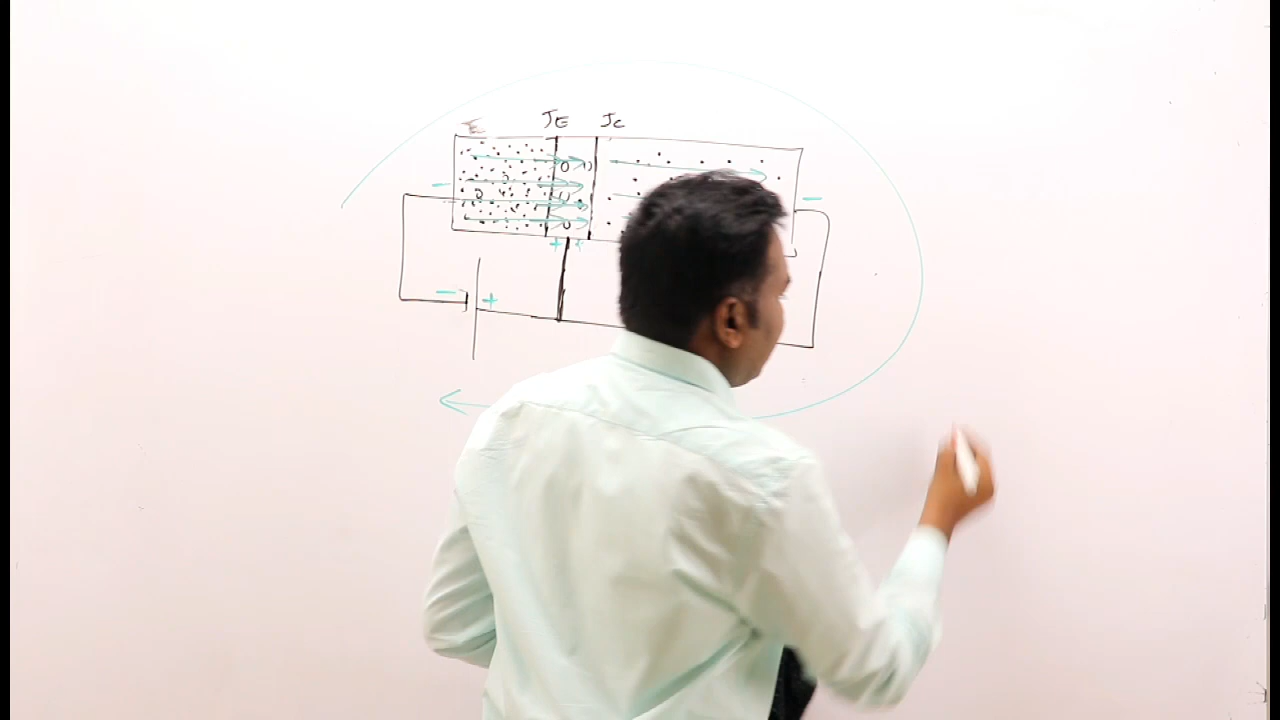 JE JC
- -
+ +
- +